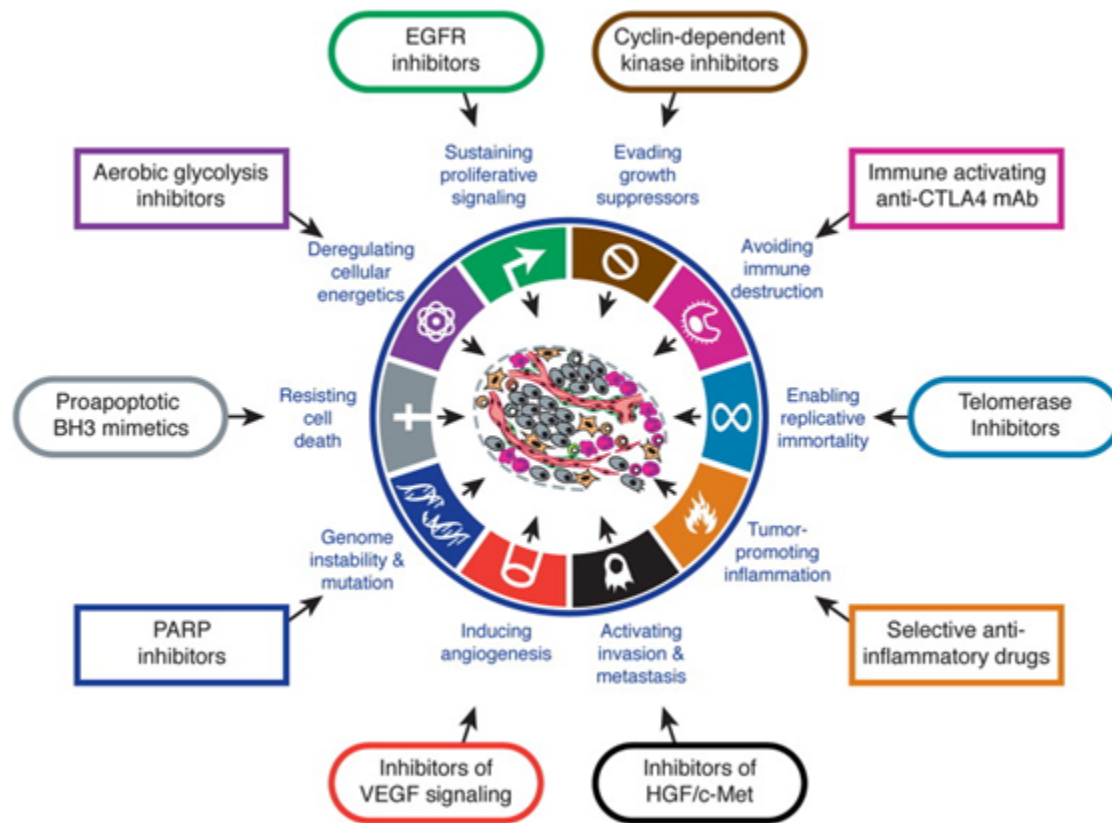 EGFR
inhibitors
Cyclin-dependent
kinase inhibitors
Sustaining
proliferative
signaling
Evading
growth
suppressors
Aerobic glycolysis
inhibitors
Immune activating
anti-CTLA4 mAb
Deregulating
cellular
energetics
Avoiding
immune
destruction
Proapoptotic
BH3 mimetics
Resisting
cell
death
Enabling
replicative
immortality
Telomerase
Inhibitors
Genome
instability &
mutation
Tumor-
promoting
inflammation
PARP
inhibitors
Inducing
angiogenesis
Activating
invasion &
metastasis
Selective anti-
inflammatory drugs
Inhibitors of
VEGF signaling
Inhibitors of
HGF/c-Met